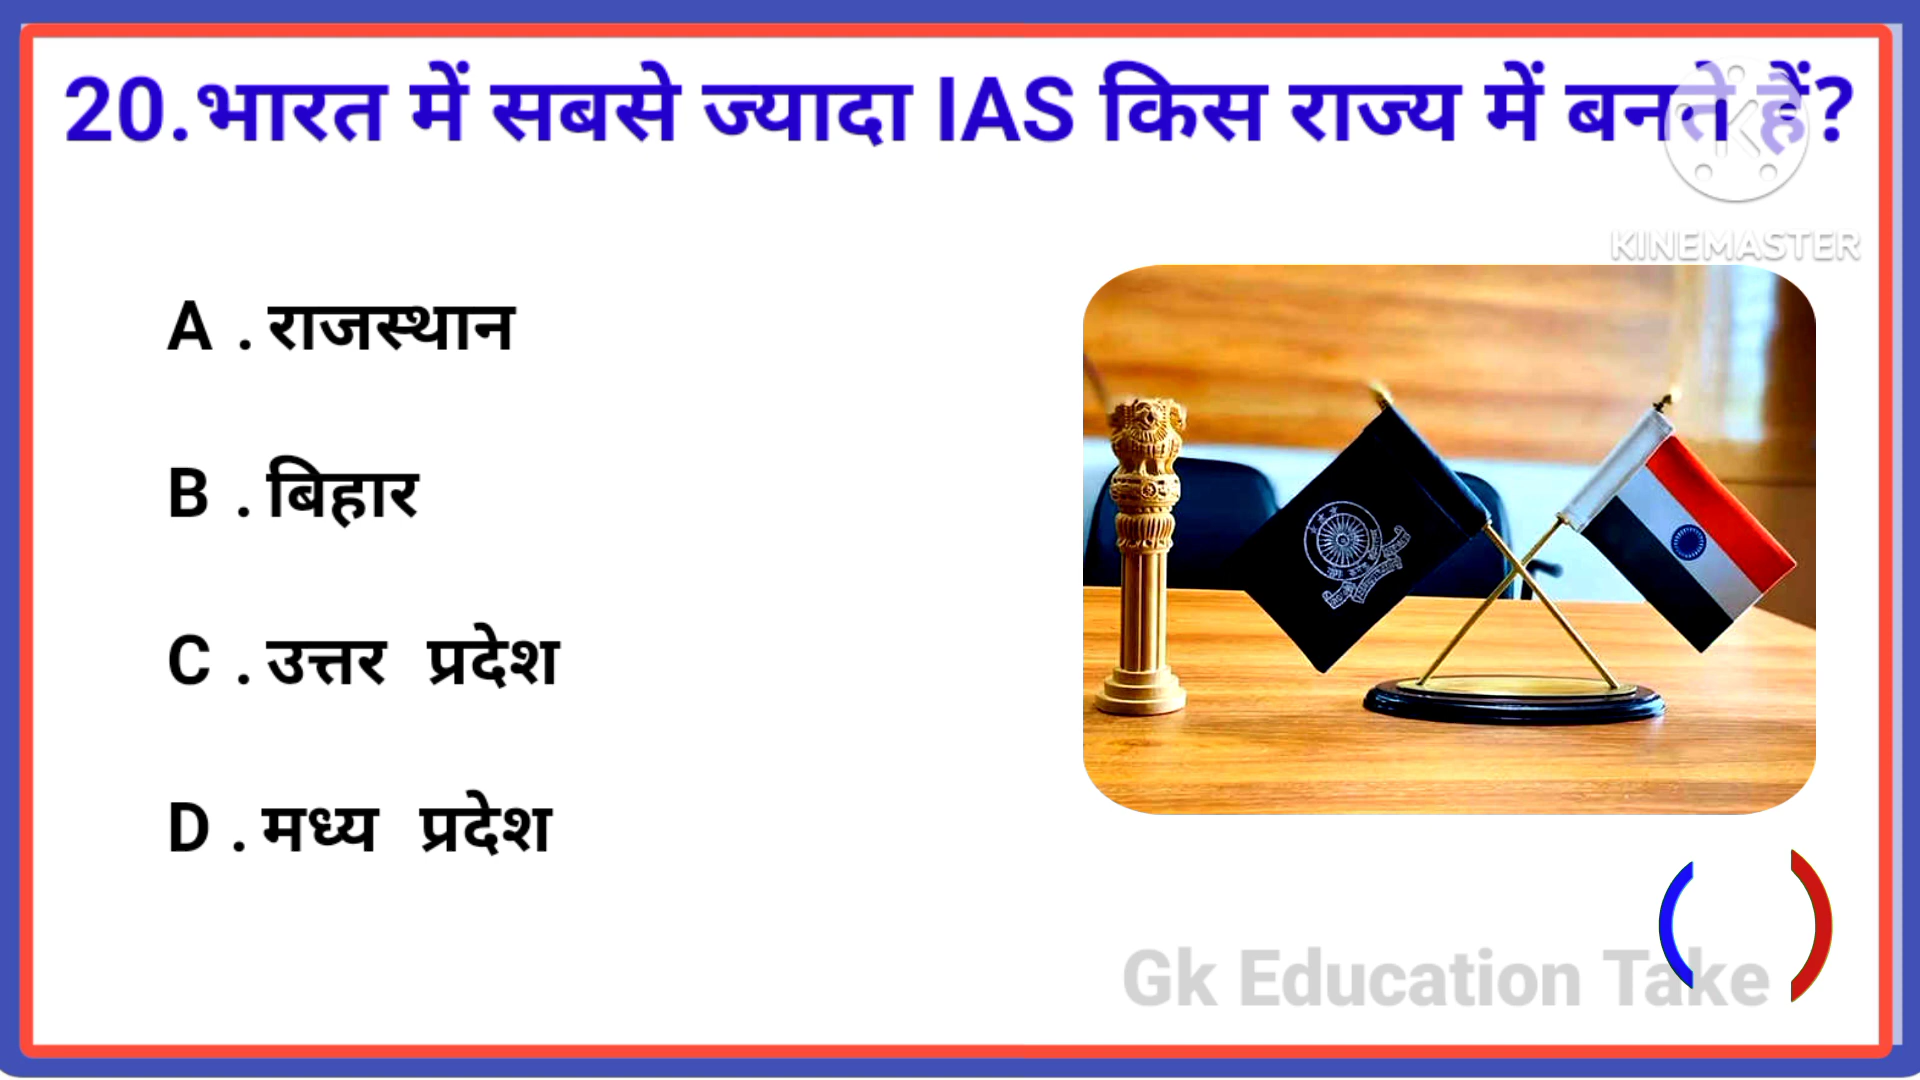 20.भारत में सबसे ज्यादा IAS किस राज्य में बनते हैं?
KINEMASTER
A . राजस्थान
B . बिहार
C . उत्तर प्रदेश
D . मध्य प्रदेश
Gk Education Take